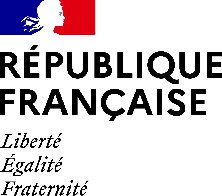 RÉPUBLIQUE
FRANÇAISE
Liberté
Égalité
Fraternité